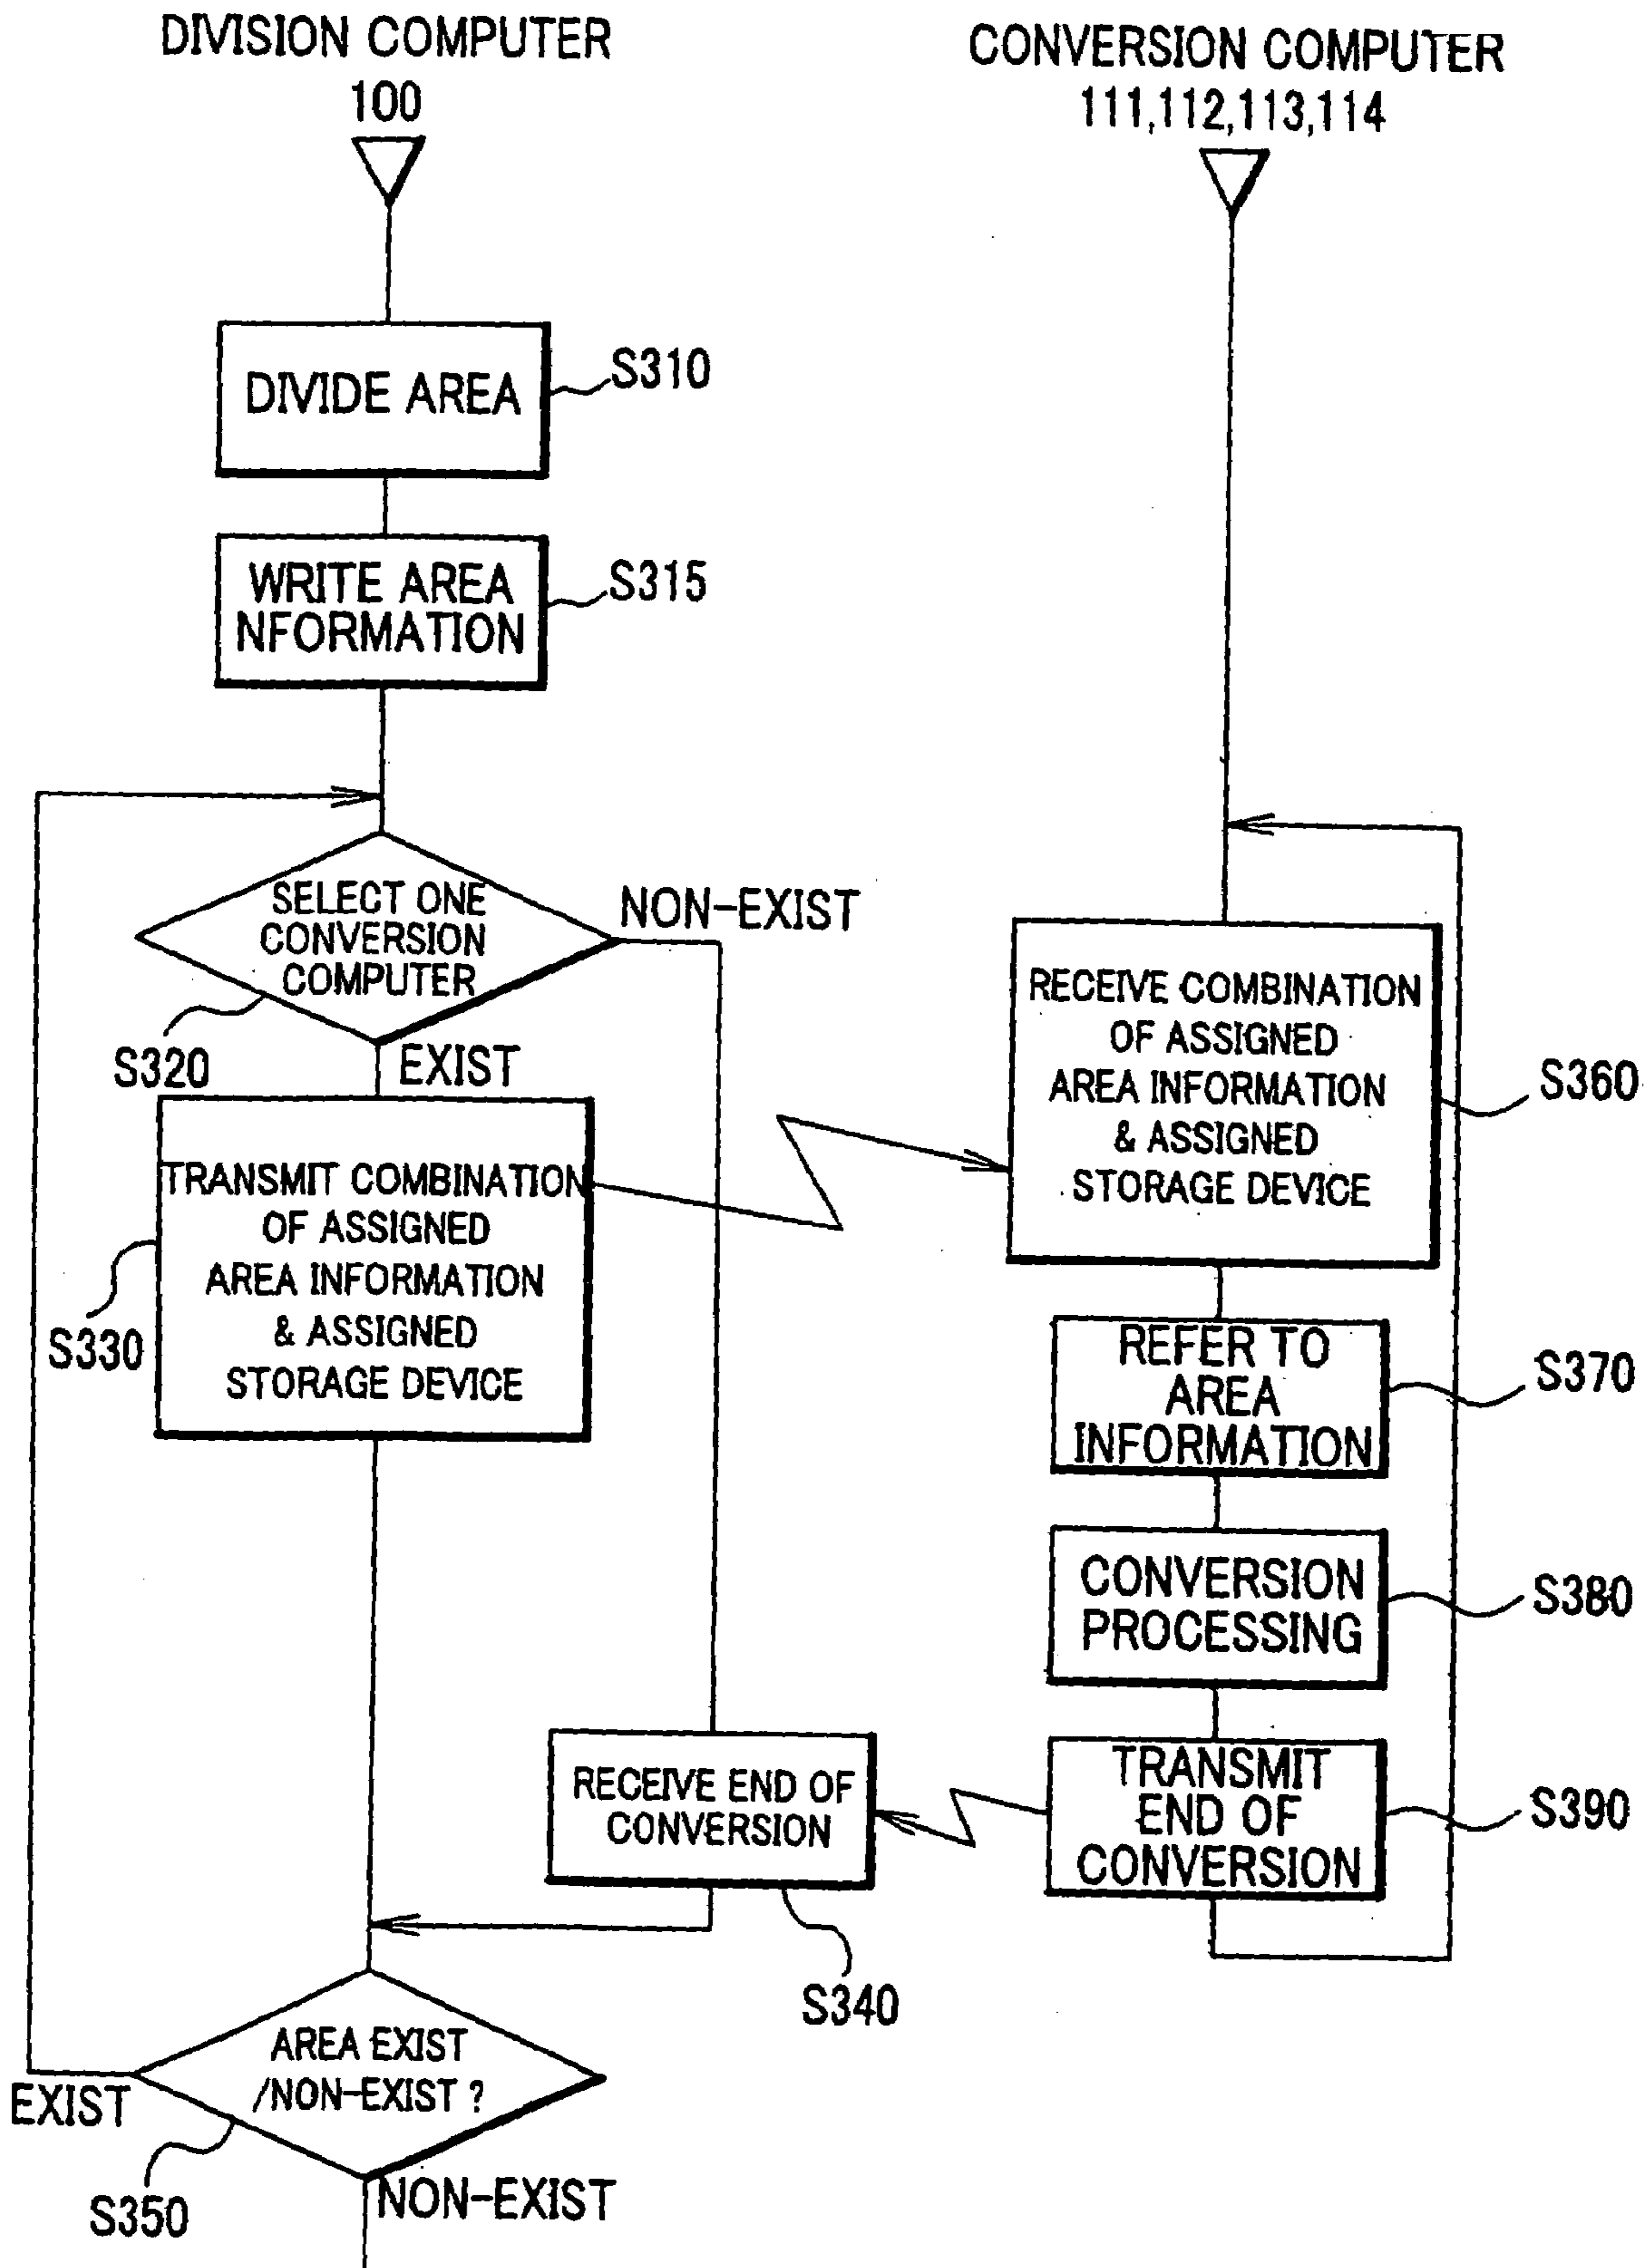 DIVISION COMPUTER
100
CONVERSION COMPUTER
111,112,113,114
DIVIDE AREA
S310
WRITE AREA
NFORMATION
S315
SELECT ONE
CONVERSION
COMPUTER
NON-EXIST
S320
EXIST
TRANSMIT COMBINATION
OF ASSIGNED
AREA INFORMATION
& ASSIGNED
STORAGE DEVICE
S330
RECEIVE COMBINATION
OF ASSIGNED
AREA INFORMATION
& ASSIGNED
STORAGE DEVICE
S360
REFER TO
AREA
INFORMATION
S370
CONVERSION
PROCESSING
S380
TRANSMIT
END OF
CONVERSION
S390
RECEIVE END OF
CONVERSION
S340
AREA EXIST
/NON-EXIST ?
EXIST
S350
NON-EXIST